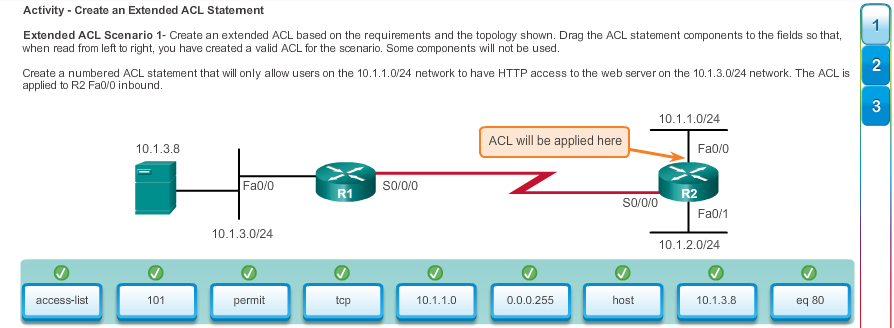 Activity - Create an Extended ACL Statement
Extended ACL Scenario 1- Create an extended ACL based on the requirements and the topology shown. Drag the ACL statement components to the fields so that,
when read from left to right, you have created a valid ACL for the scenario. Some components will not be used.
Create a numbered ACL statement that will only allow users on the 10.1.1.0/24 network to have HTTP access to the web server on the 10.1.3.0/24 network. The ACL is
applied to R2 Fa0/0 inbound.
1
2
3
10.1.1.0/24
ACL will be applied here
10.1.3.8
Fa0/0
Fa0/0
R1
S0/0/0
R2
S0/0/0
Fa0/1
10.1.3.0/24
10.1.2.0/24
access-list
101
permit
tcp
10.1.1.0
0.0.0.255
host
10.1.3.8
eq 80